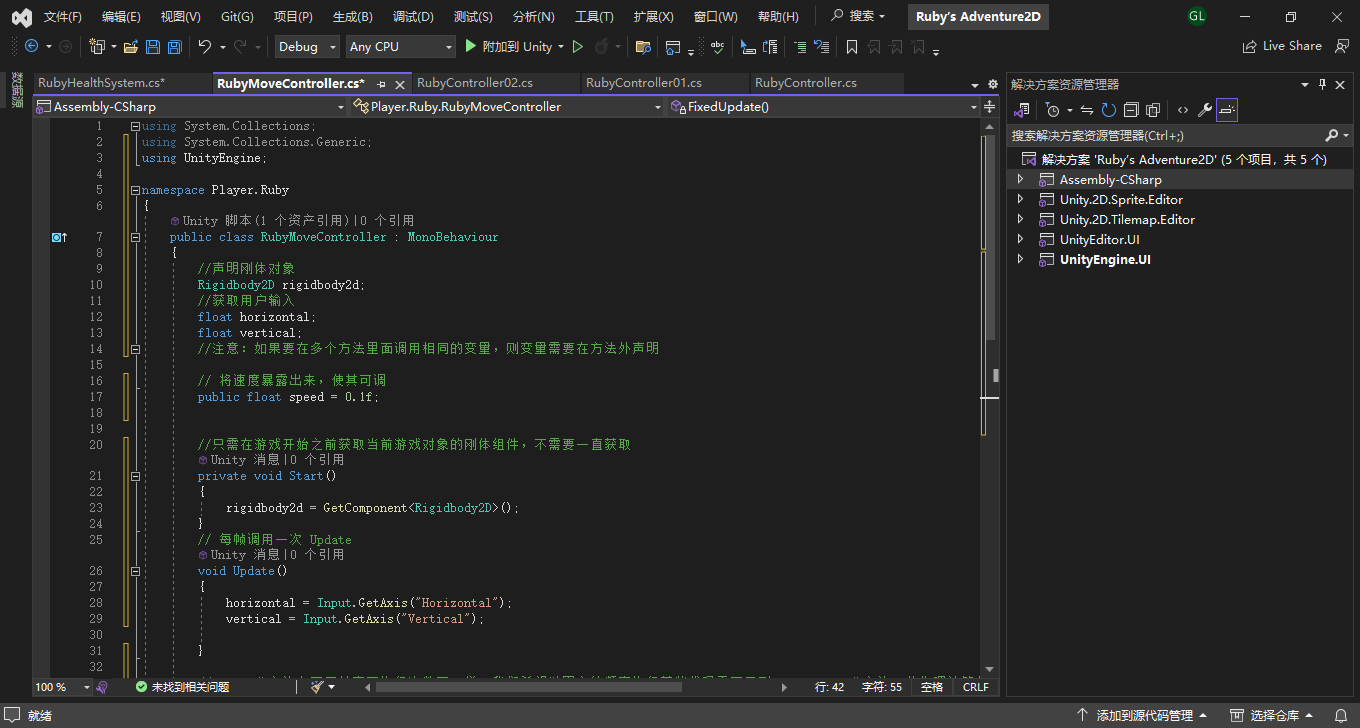 文件(F) 编辑(E) 视图(V) Git(G) 项目(P) 生成(B) 调试(D) 测试(S) 分析(N) 工具(T) 扩展(X) 窗口(W) 帮助(H) 搜索 Ruby's Adventure2D GL
Debug Any CPU 附加到 Unity Live Share
数据源
RubyHealthSystem.cs* RubyMoveController.cs* RubyController02.cs RubyController01.cs RubyController.cs
Assembly-CSharp Player.Ruby.RubyMoveController FixedUpdate()
1 using System.Collections;
2 using System.Collections.Generic;
3 using UnityEngine;
4
5 namespace Player.Ruby
6 {
Unity 脚本(1 个资产引用)|0 个引用
7 public class RubyMoveController : MonoBehaviour
8 {
9 //声明刚体对象
10 Rigidbody2D rigidbody2d;
11 //获取用户输入
12 float horizontal;
13 float vertical;
14 //注意：如果要在多个方法里面调用相同的变量，则变量需要在方法外声明
15
16 // 将速度暴露出来，使其可调
17 public float speed = 0.1f;
18
19
20 //只需在游戏开始之前获取当前游戏对象的刚体组件，不需要一直获取
Unity 消息|0 个引用
21 private void Start()
22 {
23 rigidbody2d = GetComponent<Rigidbody2D>();
24 }
25 // 每帧调用一次 Update
Unity 消息|0 个引用
26 void Update()
27 {
28 horizontal = Input.GetAxis("Horizontal");
29 vertical = Input.GetAxis("Vertical");
30
31 }
32
100 % 未找到相关问题 行: 42 字符: 55 空格 CRLF
解决方案资源管理器
搜索解决方案资源管理器(Ctrl+;)
解决方案 'Ruby's Adventure2D' (5 个项目，共 5 个)
Assembly-CSharp
Unity.2D.Sprite.Editor
Unity.2D.Tilemap.Editor
UnityEditor.UI
UnityEngine.UI
就绪 添加到源代码管理 选择仓库